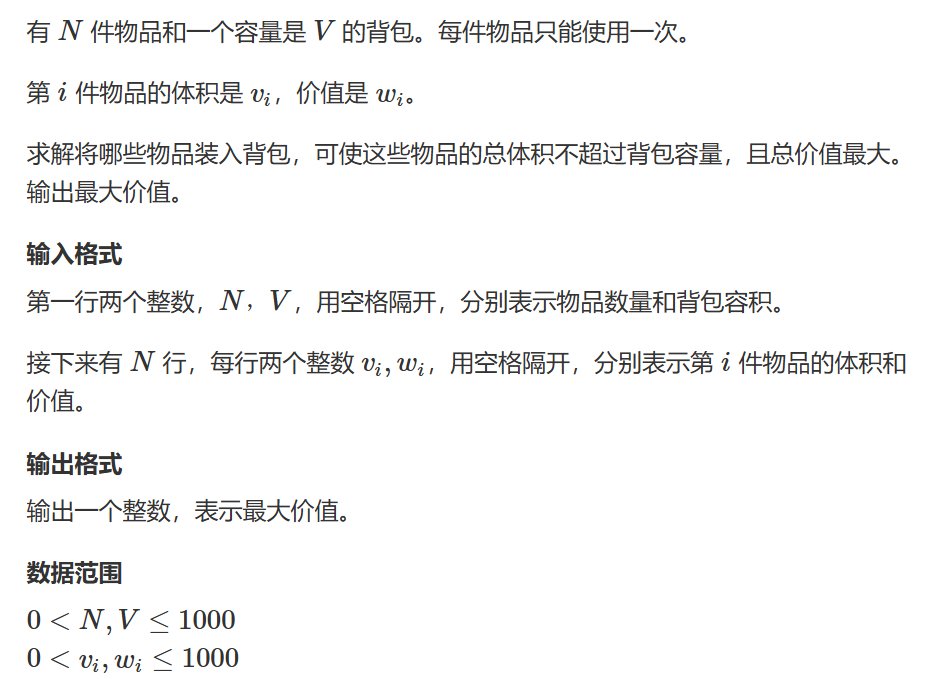 有 N 件物品和一个容量是 V 的背包。每件物品只能使用一次。
第 i 件物品的体积是 vᵢ，价值是 wᵢ。
求解将哪些物品装入背包，可使这些物品的总体积不超过背包容量，且总价值最大。
输出最大价值。
输入格式
第一行两个整数，N，V，用空格隔开，分别表示物品数量和背包容积。
接下来有 N 行，每行两个整数 vᵢ, wᵢ，用空格隔开，分别表示第 i 件物品的体积和
价值。
输出格式
输出一个整数，表示最大价值。
数据范围
0 < N, V ≤ 1000
0 < vᵢ, wᵢ ≤ 1000